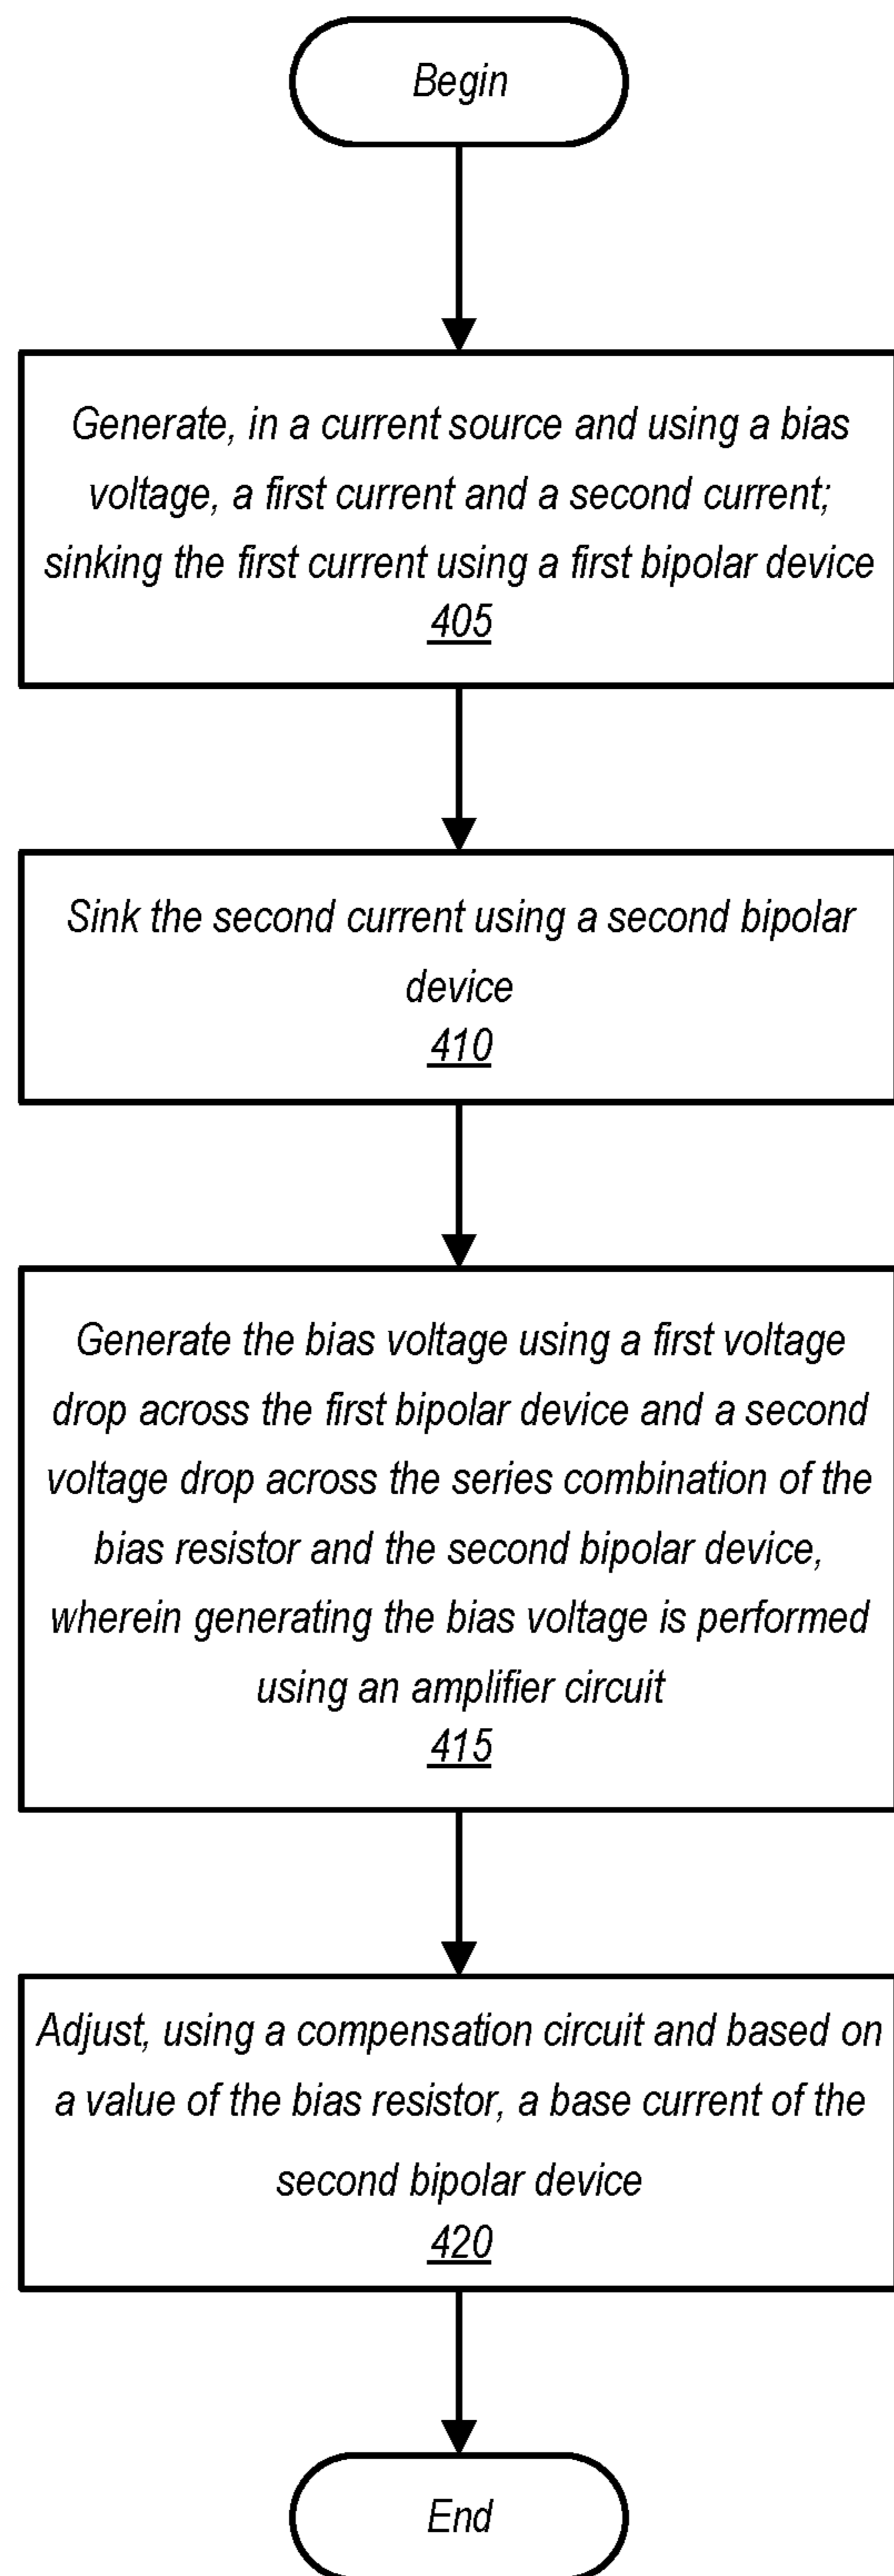 Begin
Generate, in a current source and using a bias
voltage, a first current and a second current;
sinking the first current using a first bipolar device
405
Sink the second current using a second bipolar
device
410
Generate the bias voltage using a first voltage
drop across the first bipolar device and a second
voltage drop across the series combination of the
bias resistor and the second bipolar device,
wherein generating the bias voltage is performed
using an amplifier circuit
415
Adjust, using a compensation circuit and based on
a value of the bias resistor, a base current of the
second bipolar device
420
End